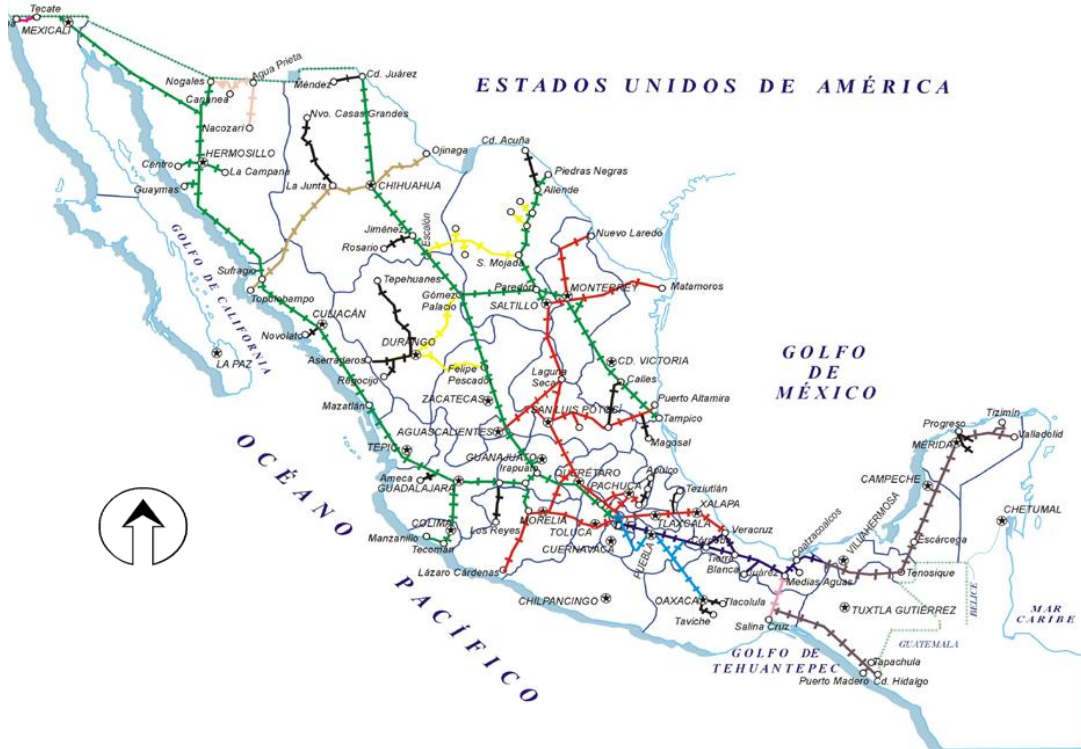 Tecate
MEXICALI
Nogales
Agua Prieta
Cananea
Nacozari
Méndez
Cd. Juárez
ESTADOS UNIDOS DE AMÉRICA
Nvo. Casas Grandes
Cd. Acuña
HERMOSILLO
Centro
La Campana
Ojinaga
Piedras Negras
Guaymas
La Junta
CHIHUAHUA
Allende
Jiménez
Escalón
Rosario
Nuevo Laredo
GOLFO DE CALIFORNIA
Sufragio
Topolobampo
Tepehuanes
S. Mojada
Gómez
Palacio
Paredón
MONTERREY
SALTILLO
Matamoros
CULIACÁN
Novolato
DURANGO
LA PAZ
Aserraderos
Regocijo
Felipe
Pescador
Laguna
Seca
CD. VICTORIA
Calles
GOLFO
DE
MÉXICO
Mazatlán
ZACATECAS
SAN LUIS POTOSÍ
Puerto Altamira
Tampico
Magosal
AGUASCALIENTES
TEPIC
GUANAJUATO
Irapuato
QUERÉTARO
PACHUCA
Teziutlán
XALAPA
Ameca
GUADALAJARA
Progreso
Tizimín
MERIDA
Valladolid
CAMPECHE
CHETUMAL
COLIMA
Manzanillo
Tecomán
Los Reyes
MORELIA
TOLUCA
CUERNAVACA
TLAXCALA
PUEBLA
Veracruz
Córdoba
Tierra
Blanca
Coatzacoalcos
VILLAHERMOSA
Escárcega
Lázaro Cárdenas
Juárez
Medias Aguas
Tenosique
OCÉANO PACÍFICO
CHILPANCINGO
OAXACA
Tlacolula
Taviche
Salina Cruz
TUXTLA GUTIÉRREZ
BELICE
MAR
CARIBE
GUATEMALA
GOLFO DE
TEHUANTEPEC
Tapachula
Puerto Madero
Cd. Hidalgo